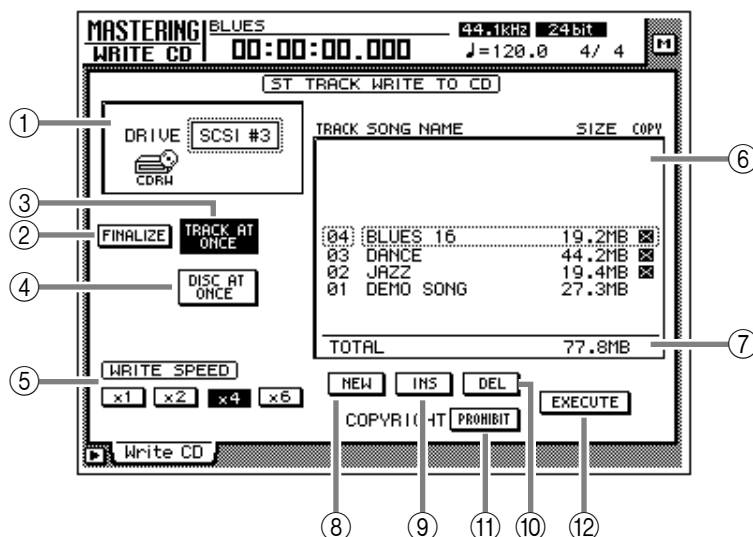 MASTERING BLUES 44.1kHz 24bit
WRITE CD 00:00:00.000 ♩=120.0 4/ 4 M
ST TRACK WRITE TO CD
① DRIVE SCSI #3
CDRW
TRACK SONG NAME SIZE COPY
⑥
③
② FINALIZE TRACK AT ONCE
④ DISC AT ONCE
04 BLUES 16 19.2MB
03 DANCE 44.2MB
02 JAZZ 19.4MB
01 DEMO SONG 27.3MB
TOTAL 77.8MB ⑦
⑤ WRITE SPEED
x1 x2 x4 x6
NEW INS DEL EXECUTE
COPYRIGHT PROHIBIT
Write CD
⑧ ⑨ ⑪ ⑩ ⑫